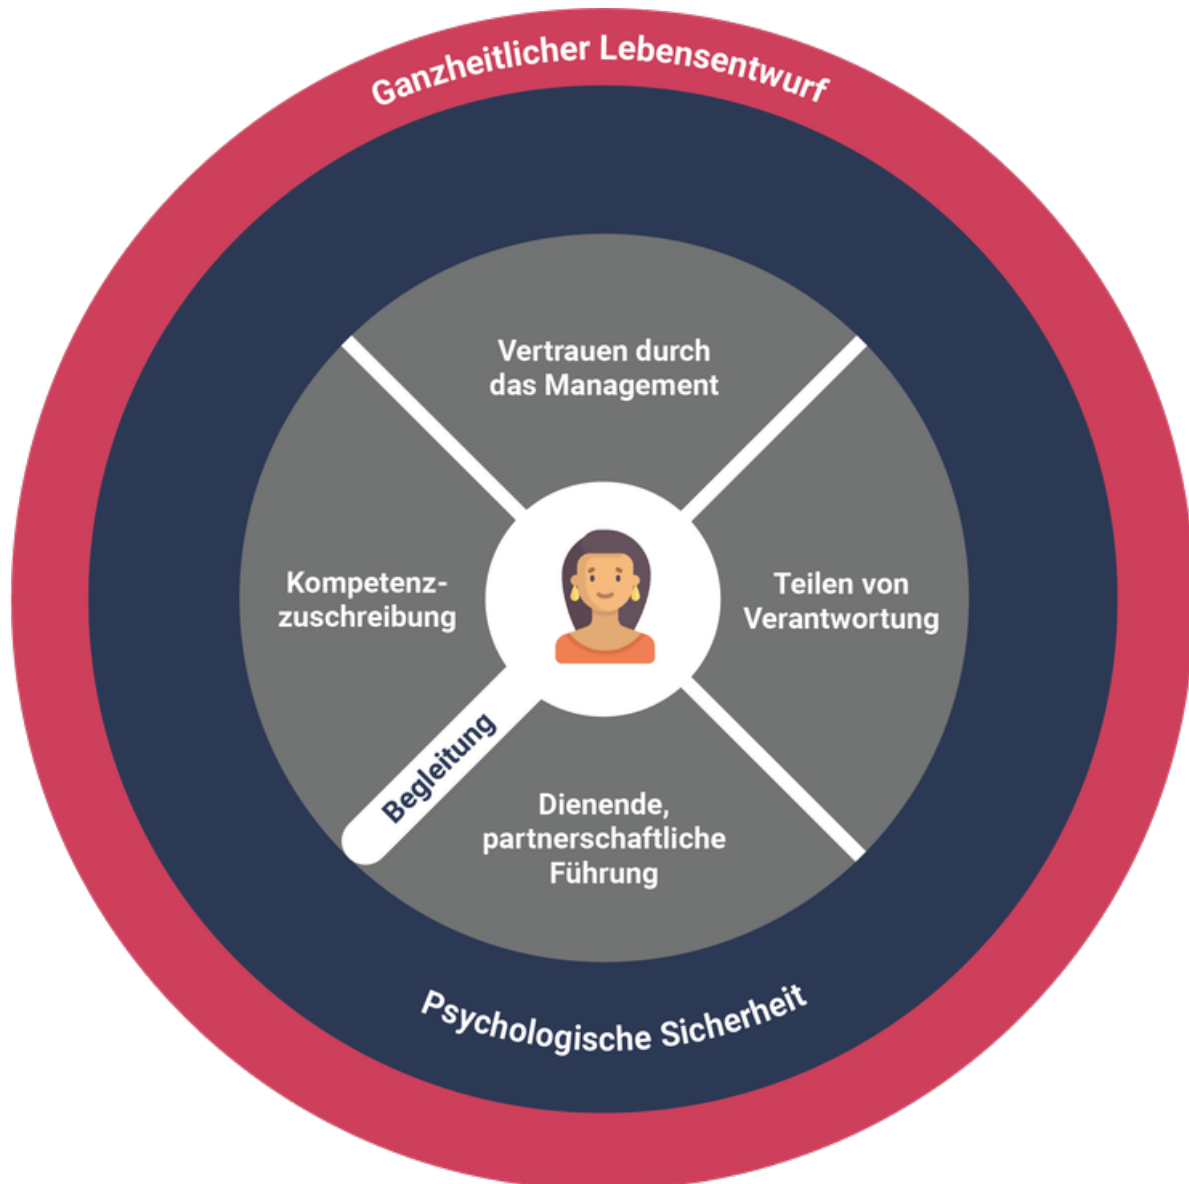 Ganzheitlicher Lebensentwurf
Vertrauen durch
das Management
Kompetenz-
zuschreibung
Teilen von
Verantwortung
Begleitung
Dienende,
partnerschaftliche
Führung
Psychologische Sicherheit